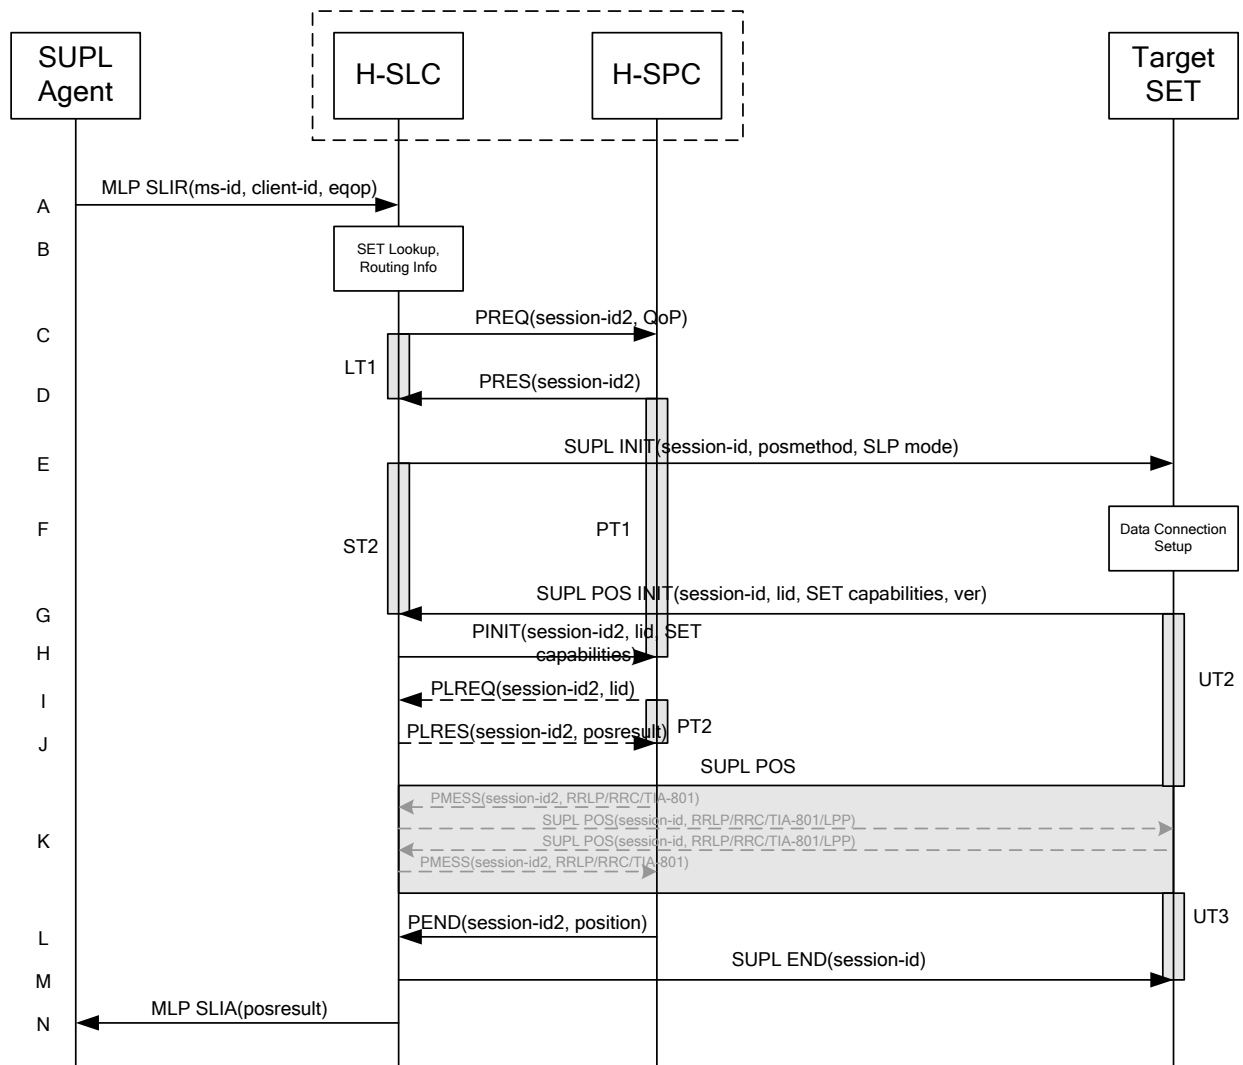 SUPL
Agent
H-SLC
H-SPC
Target
SET
MLP SLIR(ms-id, client-id, eqop)
A
B
SET Lookup,
Routing Info
PREQ(session-id2, QoP)
C
LT1
PRES(session-id2)
D
SUPL INIT(session-id, posmethod, SLP mode)
E
F
ST2
PT1
Data Connection
Setup
SUPL POS INIT(session-id, lid, SET capabilities, ver)
G
PINIT(session-id2, lid, SET
capabilities)
H
UT2
PLREQ(session-id2, lid)
I
PT2
PLRES(session-id2, posresult)
J
SUPL POS
PMESS(session-id2, RRLP/RRC/TIA-801)
SUPL POS(session-id, RRLP/RRC/TIA-801/LPP)
K
SUPL POS(session-id, RRLP/RRC/TIA-801/LPP)
PMESS(session-id2, RRLP/RRC/TIA-801)
UT3
PEND(session-id2, position)
L
SUPL END(session-id)
M
MLP SLIA(posresult)
N